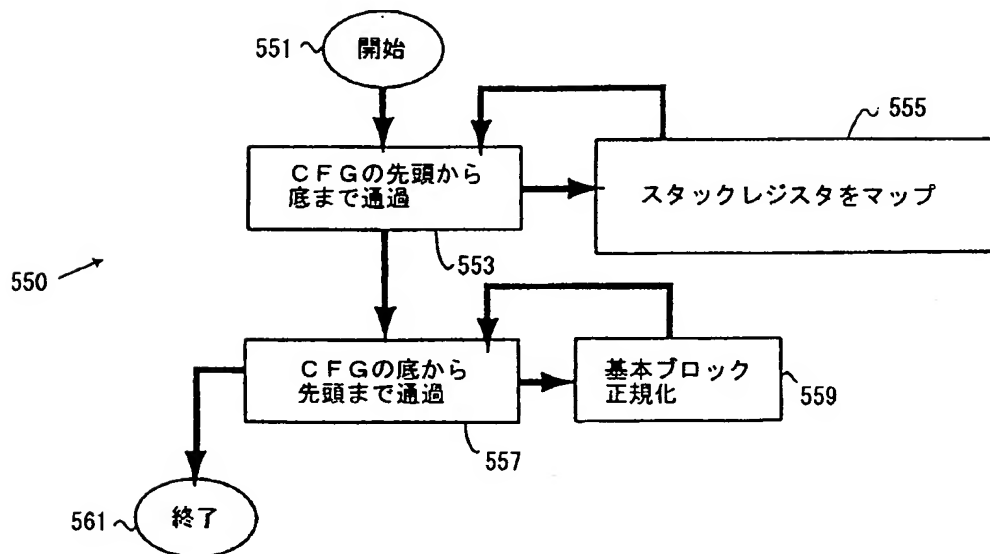 551
開始
555
ＣＦＧの先頭から
底まで通過
スタックレジスタをマップ
553
550
ＣＦＧの底から
先頭まで通過
基本ブロック
正規化
559
557
561
終了